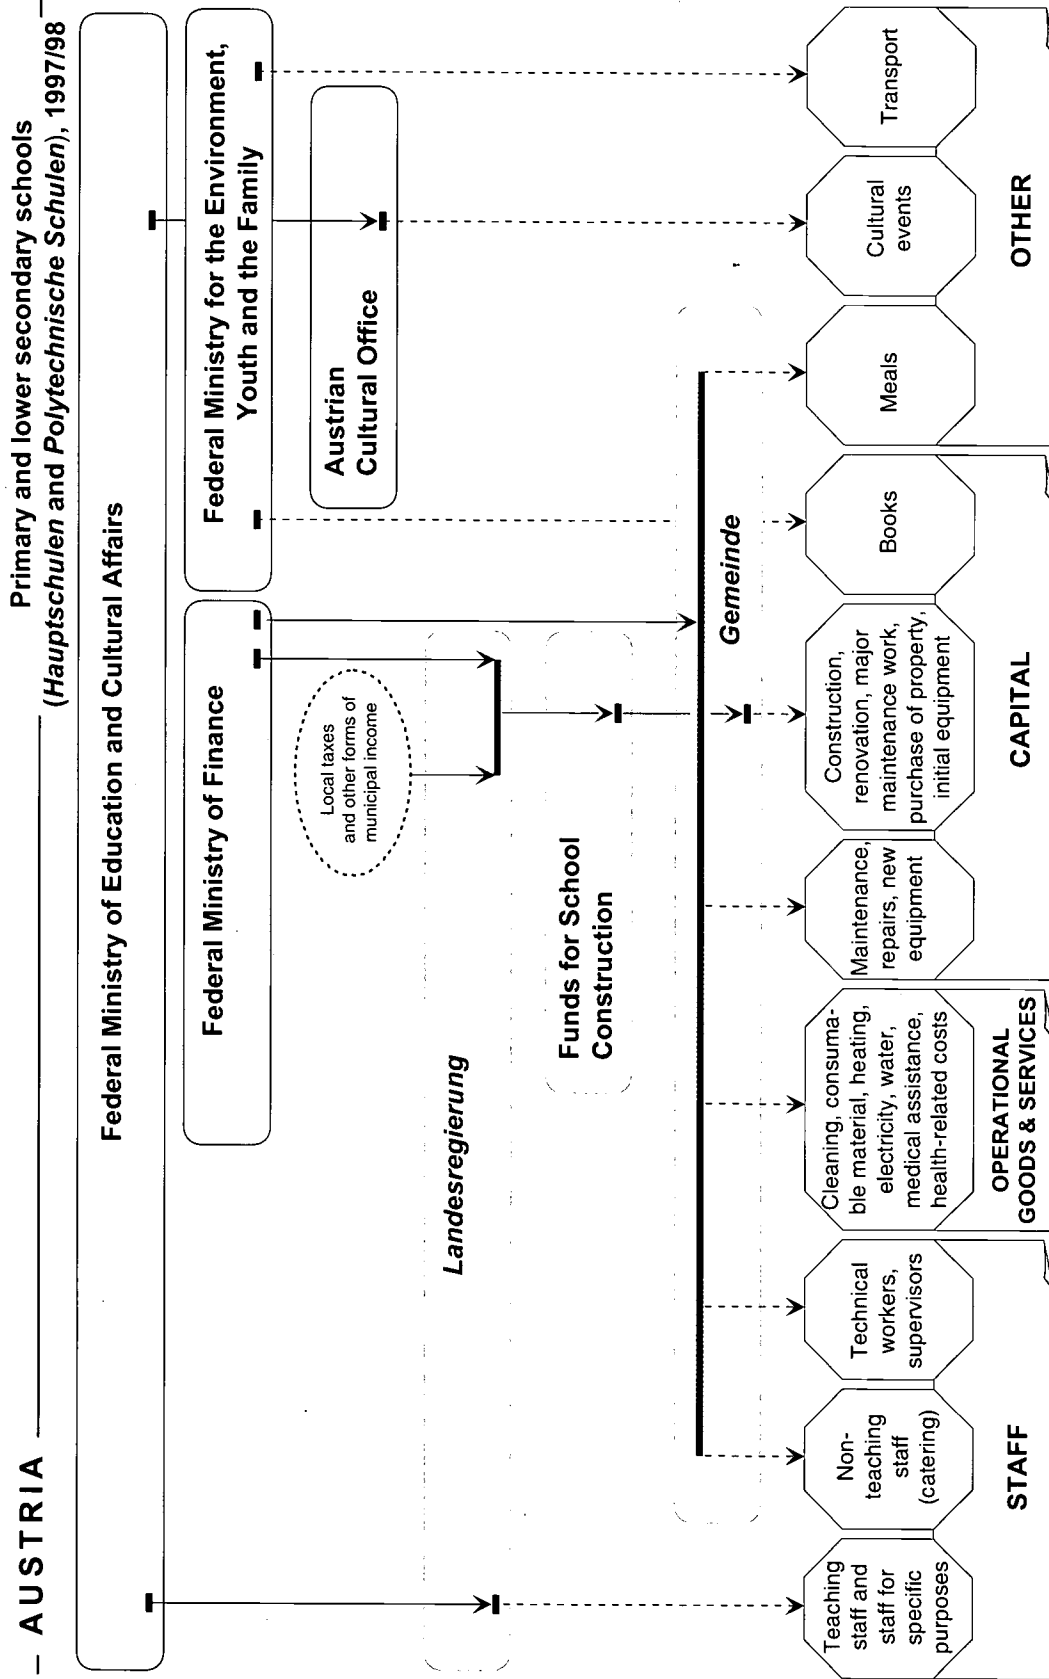 – AUSTRIA
Primary and lower secondary schools
(Hauptschulen and Polytechnische Schulen), 1997/98
Federal Ministry of Education and Cultural Affairs
Federal Ministry of Finance
Federal Ministry for the Environment,
Youth and the Family
Local taxes
and other forms of
municipal income
Austrian
Cultural Office
Landesregierung
Funds for School
Construction
Gemeinde
Teaching
staff and
staff for
specific
purposes
Non-
teaching
staff
(catering)
Technical
workers,
supervisors
Cleaning, consuma-
ble material, heating,
electricity, water,
medical assistance,
health-related costs
Maintenance,
repairs, new
equipment
Construction,
renovation, major
maintenance work,
purchase of property,
initial equipment
Books
Meals
Cultural
events
Transport
STAFF
OPERATIONAL
GOODS & SERVICES
CAPITAL
OTHER